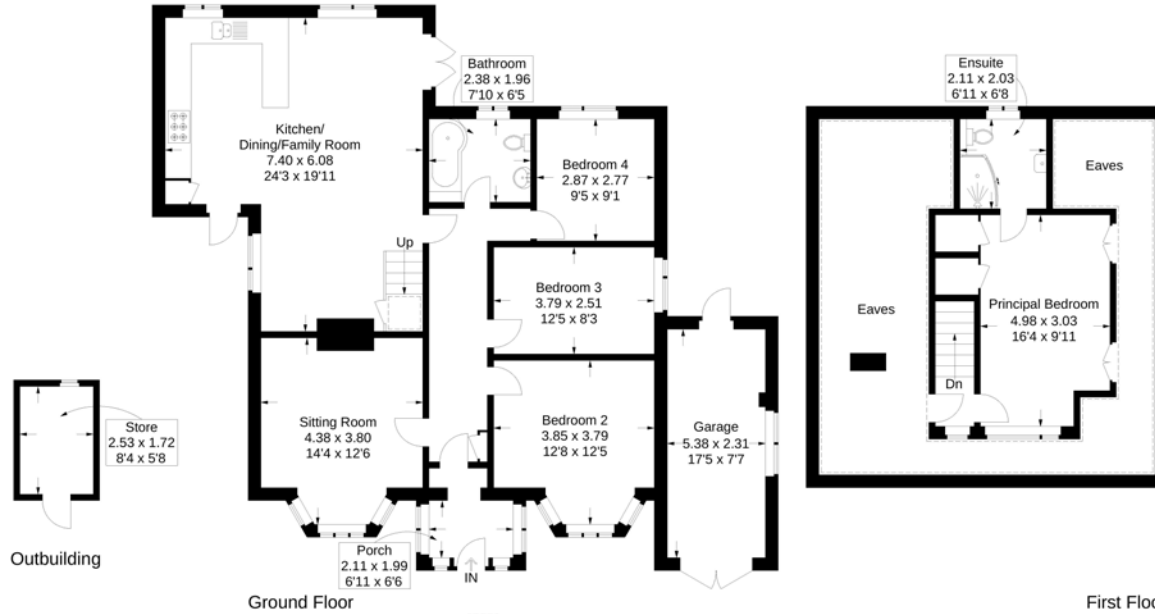 Kitchen/
Dining/Family Room
7.40 x 6.08
24'3 x 19'11
Bathroom
2.38 x 1.96
7'10 x 6'5
Bedroom 4
2.87 x 2.77
9'5 x 9'1
Up
Bedroom 3
3.79 x 2.51
12'5 x 8'3
Sitting Room
4.38 x 3.80
14'4 x 12'6
Bedroom 2
3.85 x 3.79
12'8 x 12'5
Garage
5.38 x 2.31
17'5 x 7'7
Porch
2.11 x 1.99
6'11 x 6'6
IN
Store
2.53 x 1.72
8'4 x 5'8
Outbuilding
Ground Floor
Ensuite
2.11 x 2.03
6'11 x 6'8
Eaves
Eaves
Principal Bedroom
4.98 x 3.03
16'4 x 9'11
Dn
First Floo